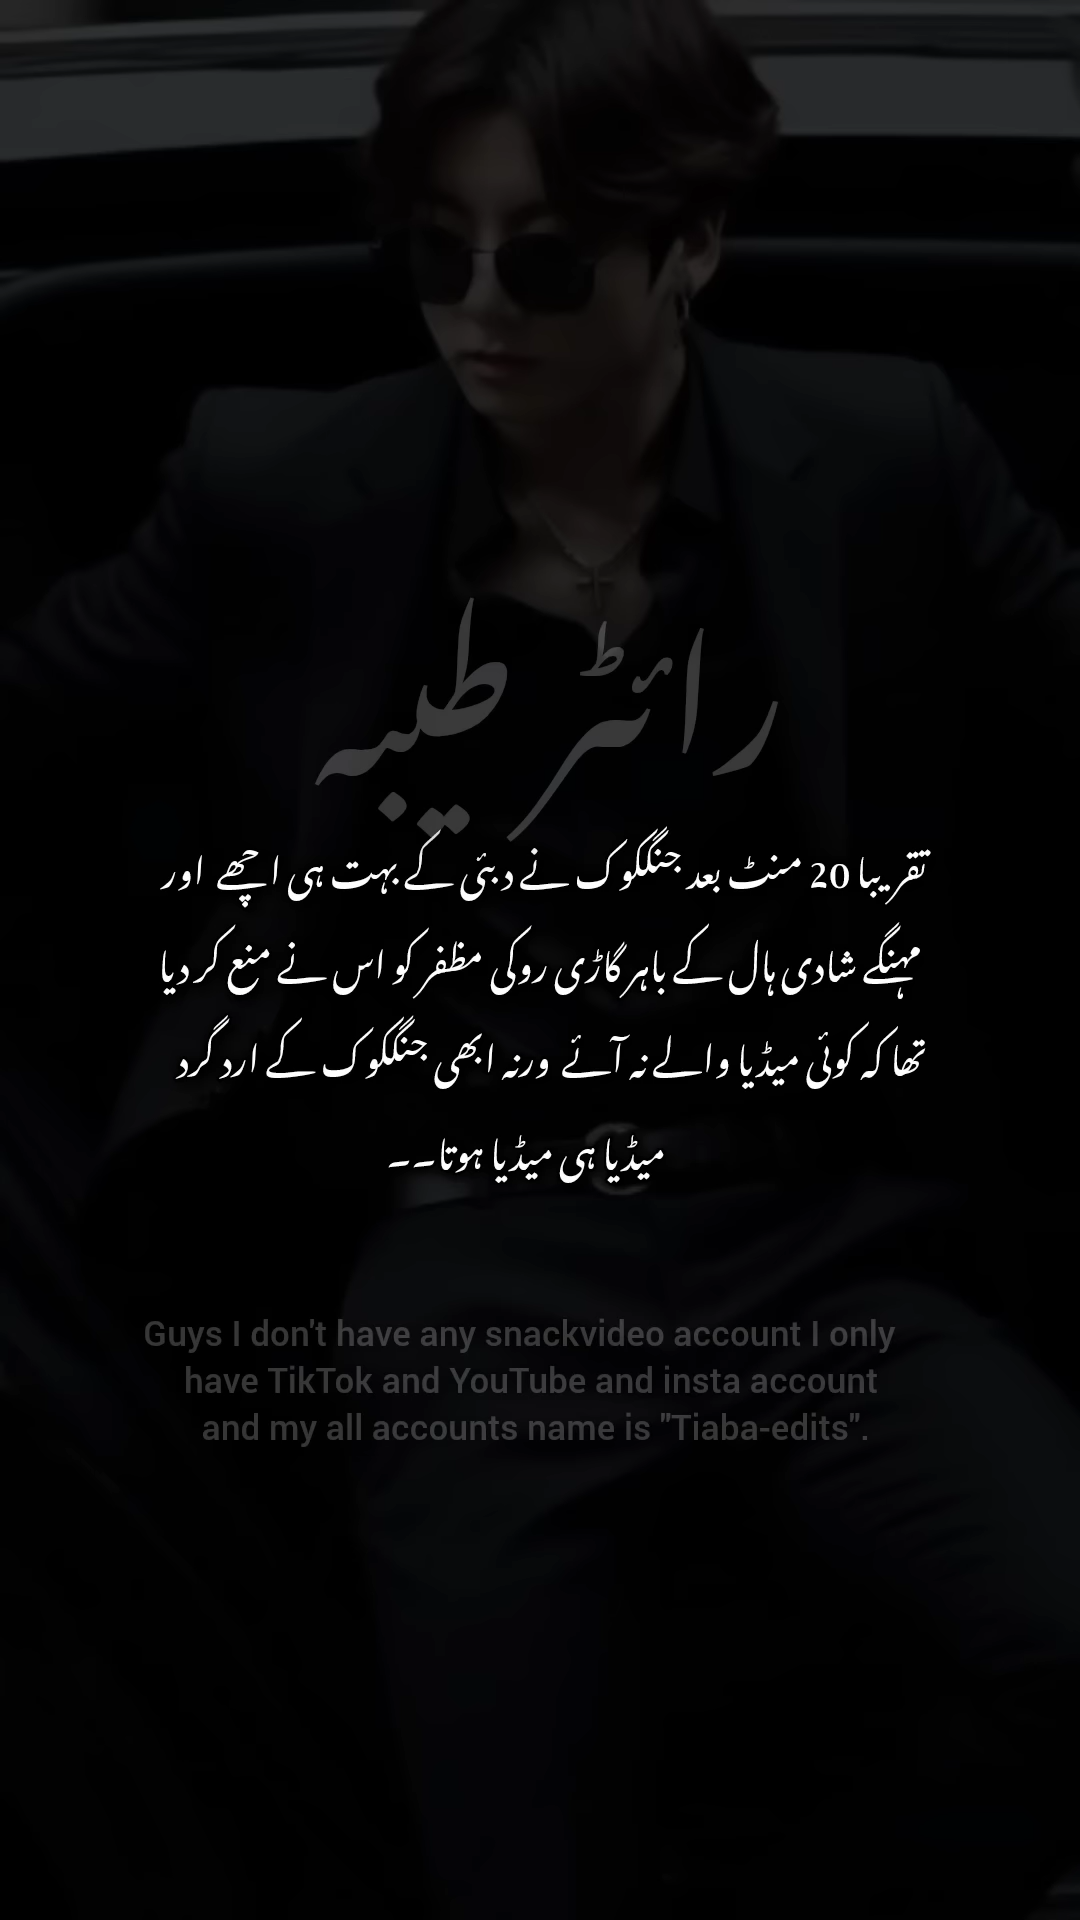 رائٹر طیبہ
تقریبا 20 منٹ بعد جنگکوک نے دبئی کے بہت ہی اچھے اور
مہنگے شادی ہال کے باہر گاڑی روکی مظفر کو اس نے منع کر دیا
تھا کہ کوئی میڈیا والے نہ آئے ورنہ ابھی جنگکوک کے ارد گرد
میڈیا ہی میڈیا ہوتا۔۔
Guys I don't have any snackvideo account I only
have TikTok and YouTube and insta account
and my all accounts name is "Tiaba-edits".